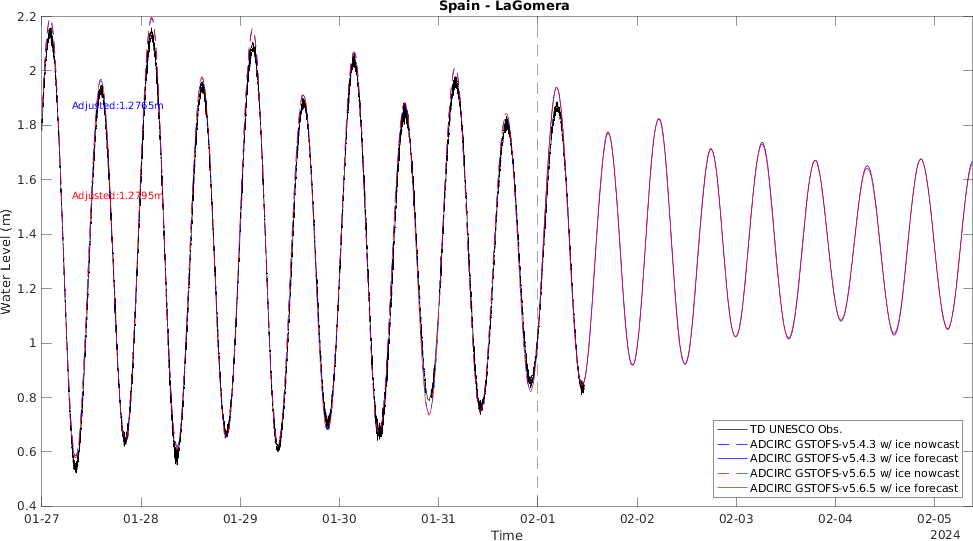 Spain - LaGomera
2.2
2
1.8
1.6
1.4
1.2
1
0.8
0.6
0.4
Water Level (m)
Adjusted:1.2765m
Adjusted:1.2795m
TD UNESCO Obs.
ADCIRC GSTOFS-v5.4.3 w/ ice nowcast
ADCIRC GSTOFS-v5.4.3 w/ ice forecast
ADCIRC GSTOFS-v5.6.5 w/ ice nowcast
ADCIRC GSTOFS-v5.6.5 w/ ice forecast
01-27 01-28 01-29 01-30 01-31 02-01 02-02 02-03 02-04 02-05
Time
2024